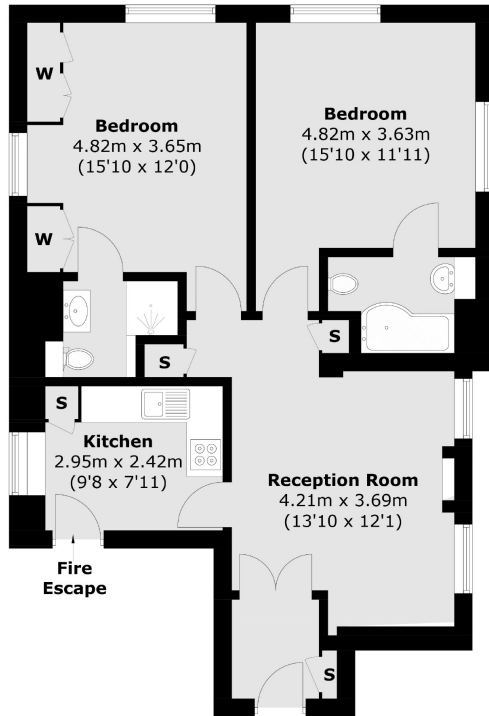 W
Bedroom
4.82m x 3.65m
(15'10 x 12'0)
Bedroom
4.82m x 3.63m
(15'10 x 11'11)
W
S
S
S
Kitchen
2.95m x 2.42m
(9'8 x 7'11)
Reception Room
4.21m x 3.69m
(13'10 x 12'1)
Fire
Escape
S